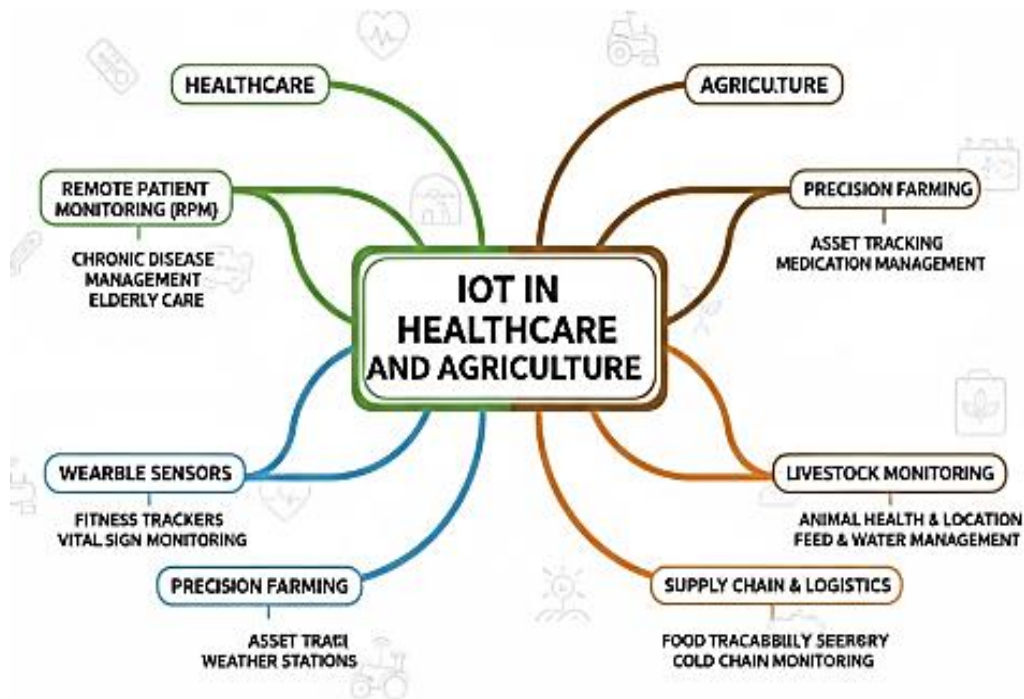 HEALTHCARE
AGRICULTURE
REMOTE PATIENT
MONITORING (RPM)
CHRONIC DISEASE
MANAGEMENT
ELDERLY CARE
PRECISION FARMING
ASSET TRACKING
MEDICATION MANAGEMENT
IOT IN
HEALTHCARE
AND AGRICULTURE
WEARBLE SENSORS
FITNESS TRACKERS
VITAL SIGN MONITORING
LIVESTOCK MONITORING
ANIMAL HEALTH & LOCATION
FEED & WATER MANAGEMENT
PRECISION FARMING
ASSET
WEATHER STATIONS
SUPPLY CHAIN & LOGISTICS
FOOD
COLD CHAIN MONITORING